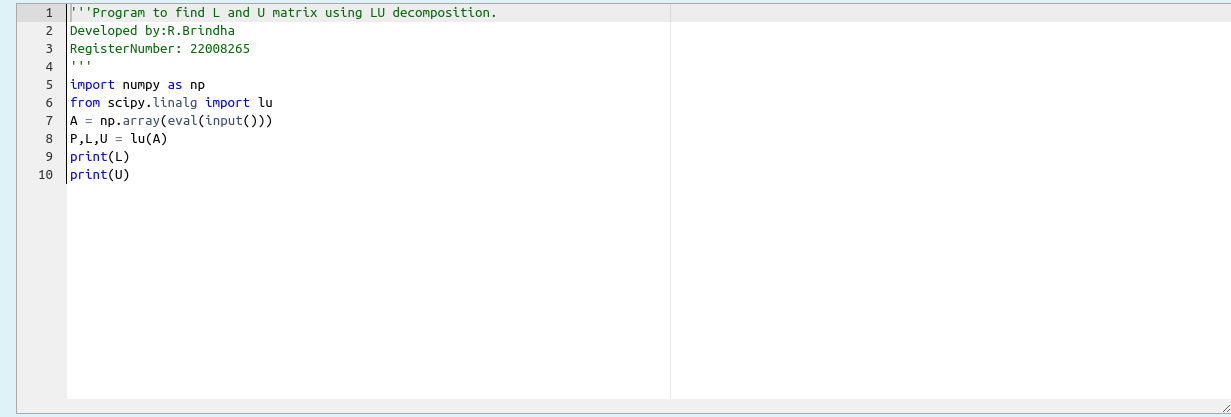 1 '''Program to find L and U matrix using LU decomposition.
2 Developed by:R.Brindha
3 RegisterNumber: 22008265
4 '''
5 import numpy as np
6 from scipy.linalg import lu
7 A = np.array(eval(input()))
8 P,L,U = lu(A)
9 print(L)
10 print(U)